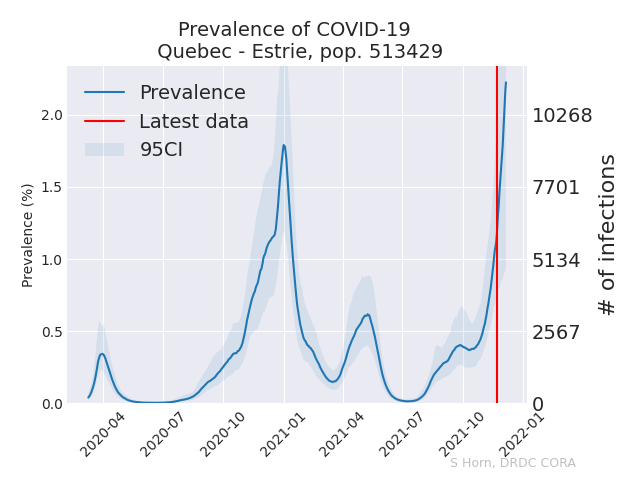 Prevalence of COVID-19
Quebec - Estrie, pop. 513429
Prevalence
Latest data
95CI
Prevalence (%)
2.0
1.5
1.0
0.5
0.0
10268
7701
5134
2567
0
# of infections
2020-04
2020-07
2020-10
2021-01
2021-04
2021-07
2021-10
2022-01
S Horn, DRDC CORA